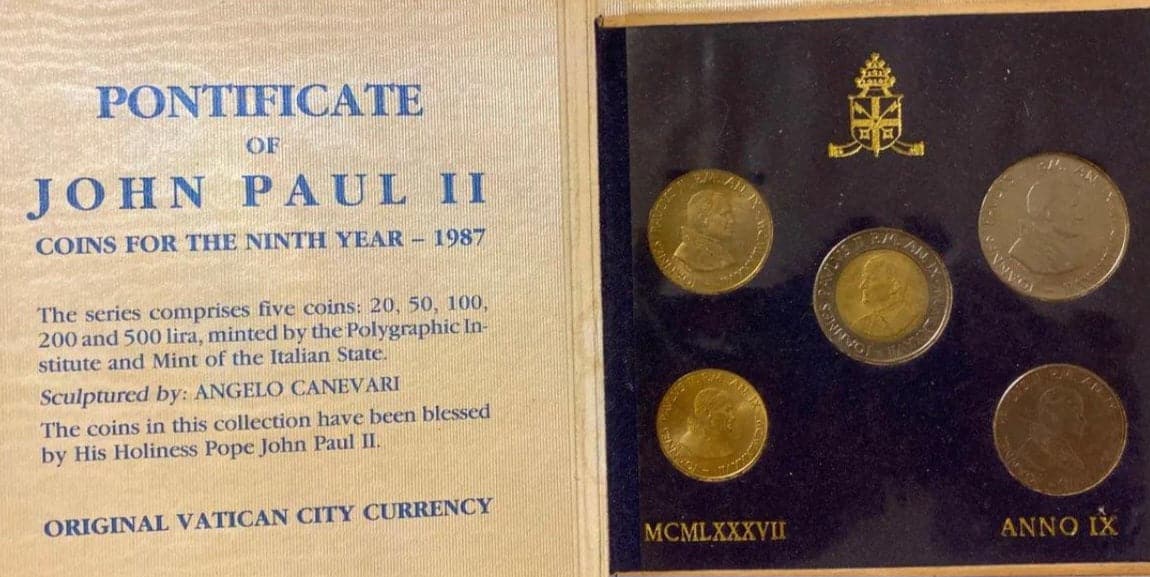 PONTIFICATE
OF
JOHN PAUL II
COINS FOR THE NINTH YEAR – 1987
The series comprises five coins: 20, 50, 100,
200 and 500 lira, minted by the Polygraphic In-
stitute and Mint of the Italian State.
Sculptured by: ANGELO CANEVARI
The coins in this collection have been blessed
by His Holiness Pope John Paul II.
ORIGINAL VATICAN CITY CURRENCY
MCMLXXXVII
ANNO IX